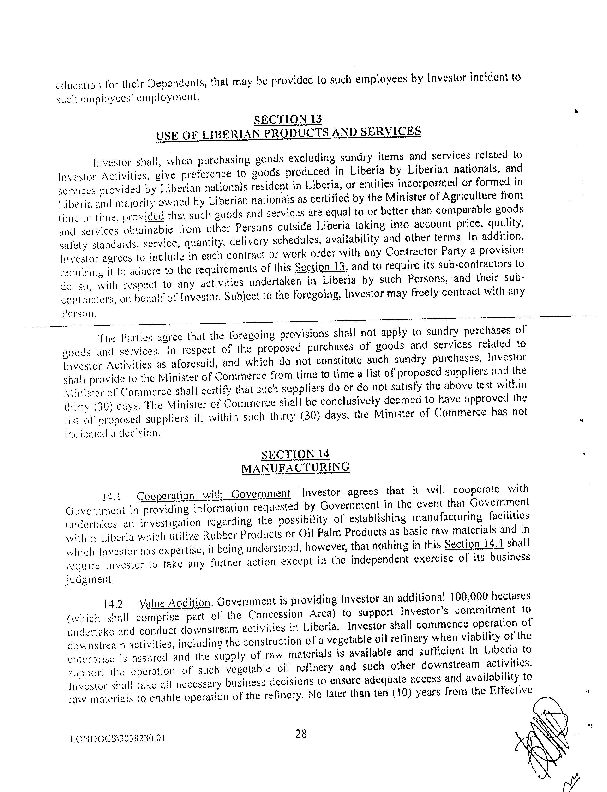 education for their Dependents, that may be provided to such employees by Investor incident to
such employees' employment.
SECTION 13
USE OF LIBERIAN PRODUCTS AND SERVICES
Investor shall, when purchasing goods excluding sundry items and services related to
Investor Activities, give preference to goods produced in Liberia by Liberian nationals, and
services provided by Liberian nationals resident in Liberia, or entities incorporated or formed in
Liberia and majority owned by Liberian nationals as certified by the Minister of Agriculture from
time to time, provided that such goods and services are equal to or better than comparable goods
and services obtainable from other Persons outside Liberia taking into account price, quality,
safety standards, service, quantity, delivery schedules, availability and other terms. In addition,
Investor agrees to include in each contract or work order with any Contractor Party a provision
requiring it to adhere to the requirements of this Section 13, and to require its sub-contractors to
do so, with respect to any activities undertaken in Liberia by such Persons, and their sub-
contractors, on behalf of Investor. Subject to the foregoing, Investor may freely contract with any
Person.
The Parties agree that the foregoing provisions shall not apply to sundry purchases of
goods and services. In respect of the proposed purchases of goods and services related to
Investor Activities as aforesaid, and which do not constitute such sundry purchases, Investor
shall provide to the Minister of Commerce from time to time a list of proposed suppliers and the
Minister of Commerce shall certify that such suppliers do or do not satisfy the above test within
thirty (30) days. The Minister of Commerce shall be conclusively deemed to have approved the
list of proposed suppliers if, within such thirty (30) days, the Minister of Commerce has not
indicated a decision.
SECTION 14
MANUFACTURING
14.1 Cooperation with Government. Investor agrees that it will cooperate with
Government in providing information requested by Government in the event that Government
undertakes an investigation regarding the possibility of establishing manufacturing facilities
within Liberia which utilize Rubber Products or Oil Palm Products as basic raw materials and in
which Investor has expertise, it being understood, however, that nothing in this Section 14.1 shall
require Investor to take any further action except in the independent exercise of its business
judgment.
14.2 Value Addition. Government is providing Investor an additional 100,000 hectares
(which shall comprise part of the Concession Area) to support Investor's commitment to
undertake and conduct downstream activities in Liberia. Investor shall commence operation of
downstream activities, including the construction of a vegetable oil refinery when viability of the
enterprise is assured and the supply of raw materials is available and sufficient in Liberia to
support the operation of such vegetable oil refinery and such other downstream activities.
Investor shall take all necessary business decisions to ensure adequate access and availability to
raw materials to enable operation of the refinery. No later than ten (10) years from the Effective
28